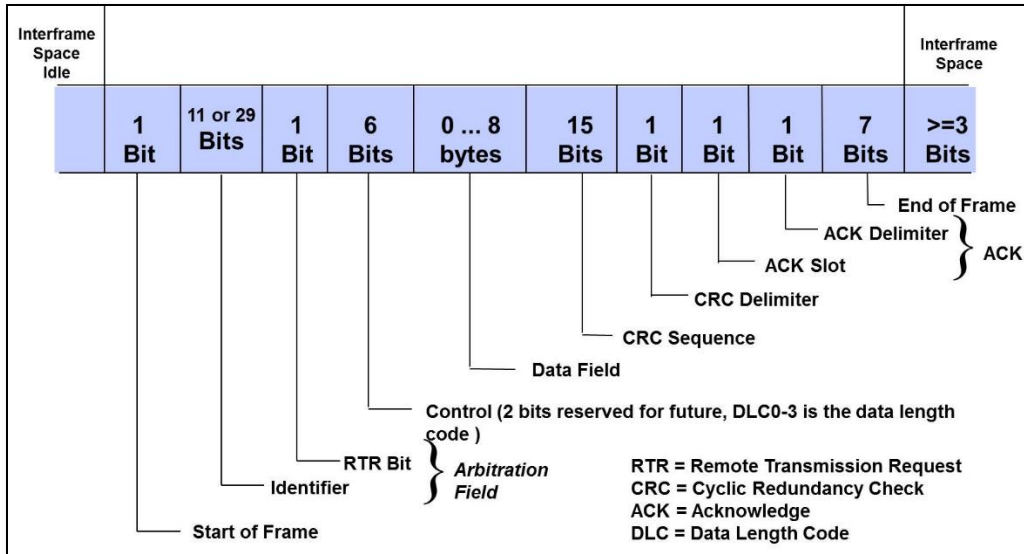 Interframe
Space
Idle
Interframe
Space
1
Bit
11 or 29
Bits
1
Bit
6
Bits
0 ... 8
bytes
15
Bits
1
Bit
1
Bit
1
Bit
7
Bits
>=3
Bits
End of Frame
ACK Delimiter
ACK
ACK Slot
CRC Delimiter
CRC Sequence
Data Field
Control (2 bits reserved for future, DLC0-3 is the data length
code )
RTR Bit
Arbitration
Field
Identifier
Start of Frame
RTR = Remote Transmission Request
CRC = Cyclic Redundancy Check
ACK = Acknowledge
DLC = Data Length Code